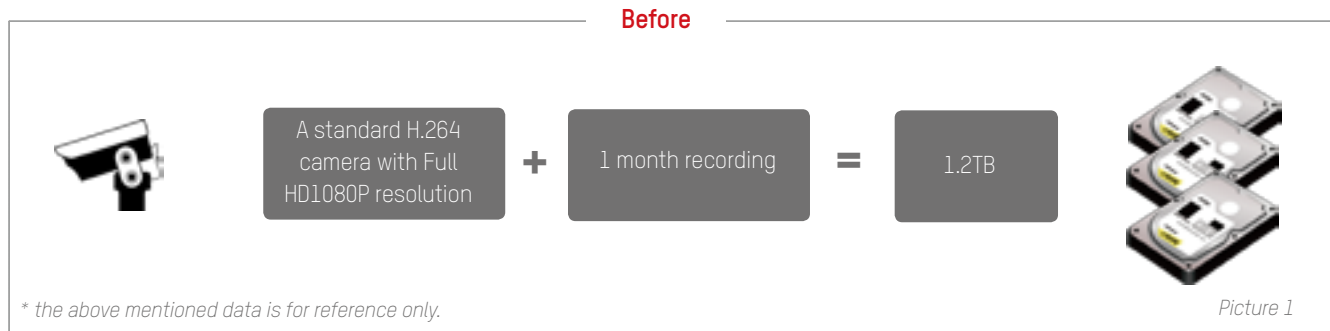 Before
A standard H.264
camera with Full
HD1080P resolution
+
1 month recording
=
1.2TB
* the above mentioned data is for reference only.
Picture 1